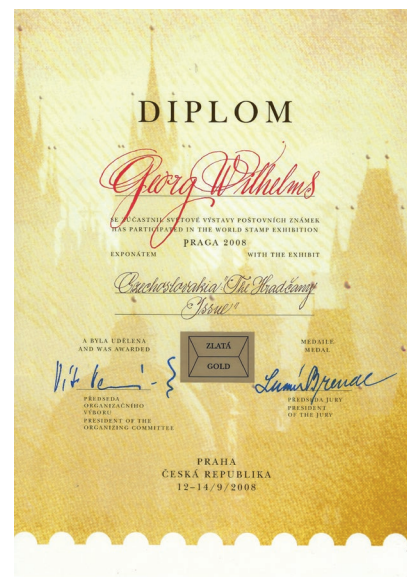 DIPLOM
Georg Wilhelms
SE ZÚČASTNIL SVĚTOVÉ VÝSTAVY POŠTOVNÍCH ZNÁMEK
HAS PARTICIPATED IN THE WORLD STAMP EXHIBITION
PRAGA 2008
EXPONÁTEM WITH THE EXHIBIT
Czechoslovakia "The Hradčany
Issue"
A BYLA UDĚLENA MEDAILE
AND WAS AWARDED MEDAL
ZLATÁ
GOLD
PŘEDSEDA
ORGANIZAČNÍHO
VÝBORU
PRESIDENT OF THE
ORGANIZING COMMITTEE
PŘEDSEDA JURY
PRESIDENT
OF THE JURY
PRAHA
ČESKÁ REPUBLIKA
12–14/9/2008